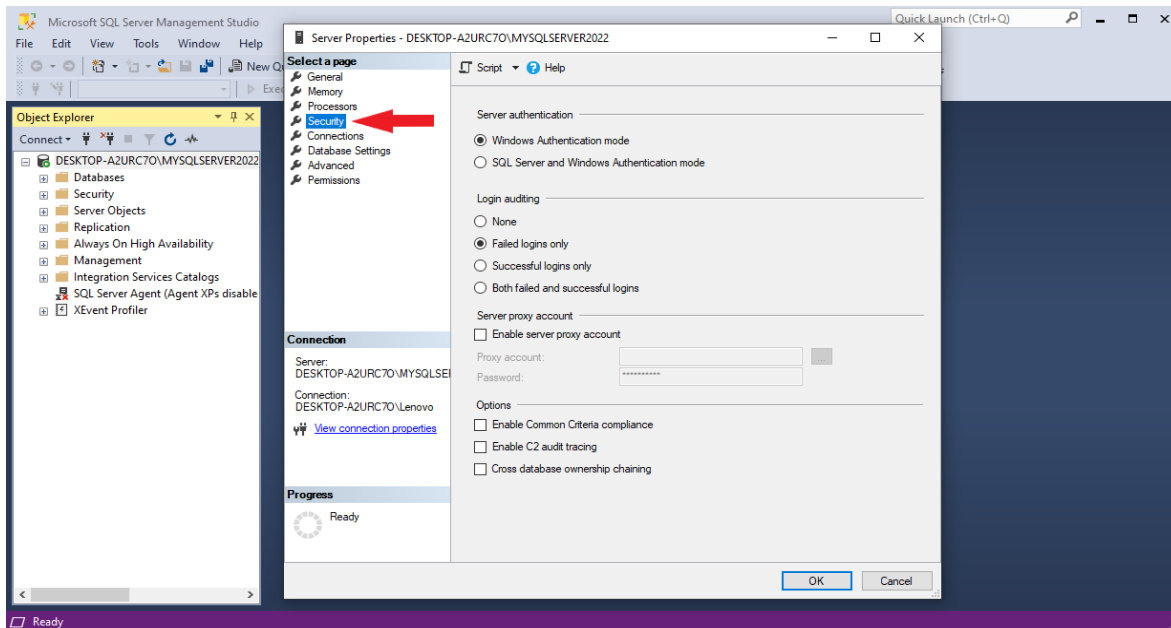 Microsoft SQL Server Management Studio
Quick Launch (Ctrl+Q)
File Edit View Tools Window Help
New Q
Exec
Object Explorer
Connect
DESKTOP-A2URC7O\MYSQLSERVER2022
Databases
Security
Server Objects
Replication
Always On High Availability
Management
Integration Services Catalogs
SQL Server Agent (Agent XPs disable
XEvent Profiler
Server Properties - DESKTOP-A2URC7O\MYSQLSERVER2022
Select a page
General
Memory
Processors
Security
Connections
Database Settings
Advanced
Permissions
Connection
Server:
DESKTOP-A2URC7O\MYSQLSE
Connection:
DESKTOP-A2URC7O\Lenovo
View connection properties
Progress
Ready
Script Help
Server authentication
Windows Authentication mode
SQL Server and Windows Authentication mode
Login auditing
None
Failed logins only
Successful logins only
Both failed and successful logins
Server proxy account
Enable server proxy account
Proxy account:
...
Password:
**********
Options
Enable Common Criteria compliance
Enable C2 audit tracing
Cross database ownership chaining
OK Cancel
Ready